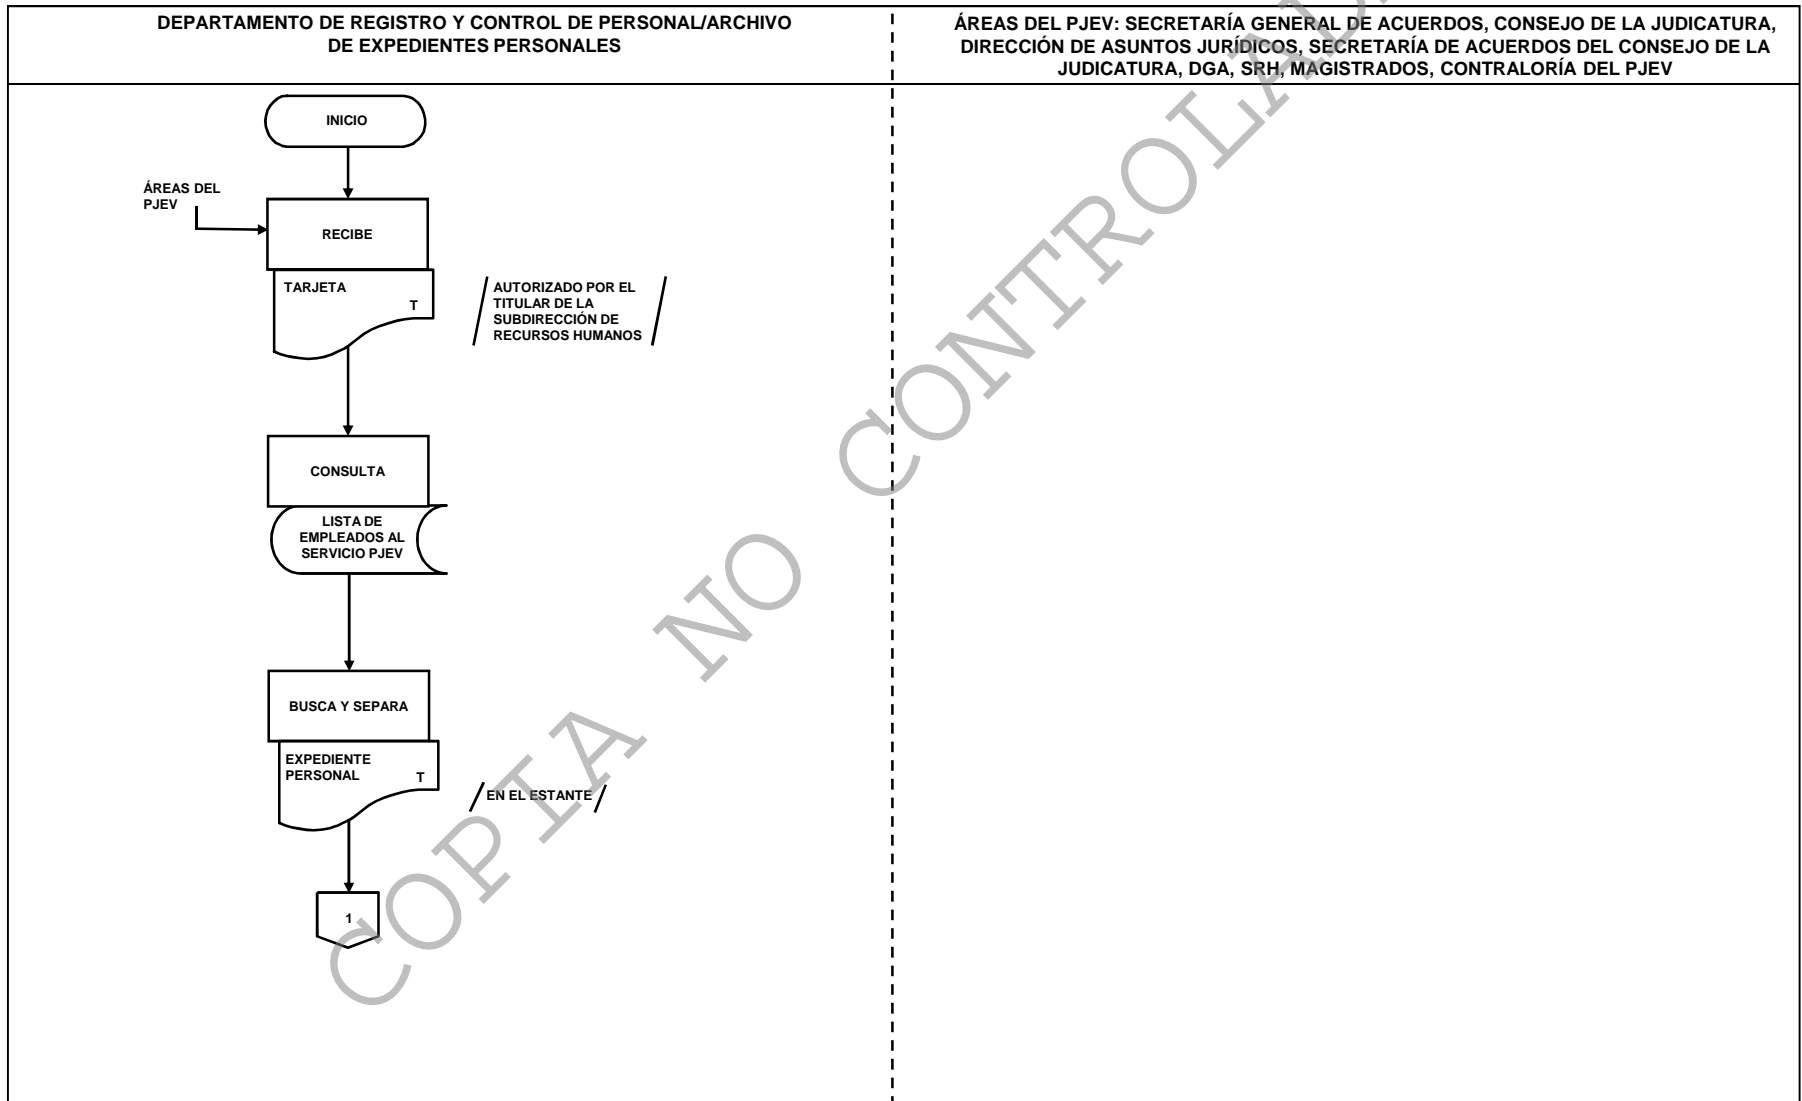 DEPARTAMENTO DE REGISTRO Y CONTROL DE PERSONAL/ARCHIVO
DE EXPEDIENTES PERSONALES
ÁREAS DEL PJEV: SECRETARÍA GENERAL DE ACUERDOS, CONSEJO DE LA JUDICATURA,
DIRECCIÓN DE ASUNTOS JURÍDICOS, SECRETARÍA DE ACUERDOS DEL CONSEJO DE LA
JUDICATURA, DGA, SRH, MAGISTRADOS, CONTRALORÍA DEL PJEV
INICIO
ÁREAS DEL
PJEV
RECIBE
TARJETA
T
AUTORIZADO POR EL
TITULAR DE LA
SUBDIRECCIÓN DE
RECURSOS HUMANOS
CONSULTA
LISTA DE
EMPLEADOS AL
SERVICIO PJEV
BUSCA Y SEPARA
EXPEDIENTE
PERSONAL
T
EN EL ESTANTE
1
COPIA NO CONTROLAD